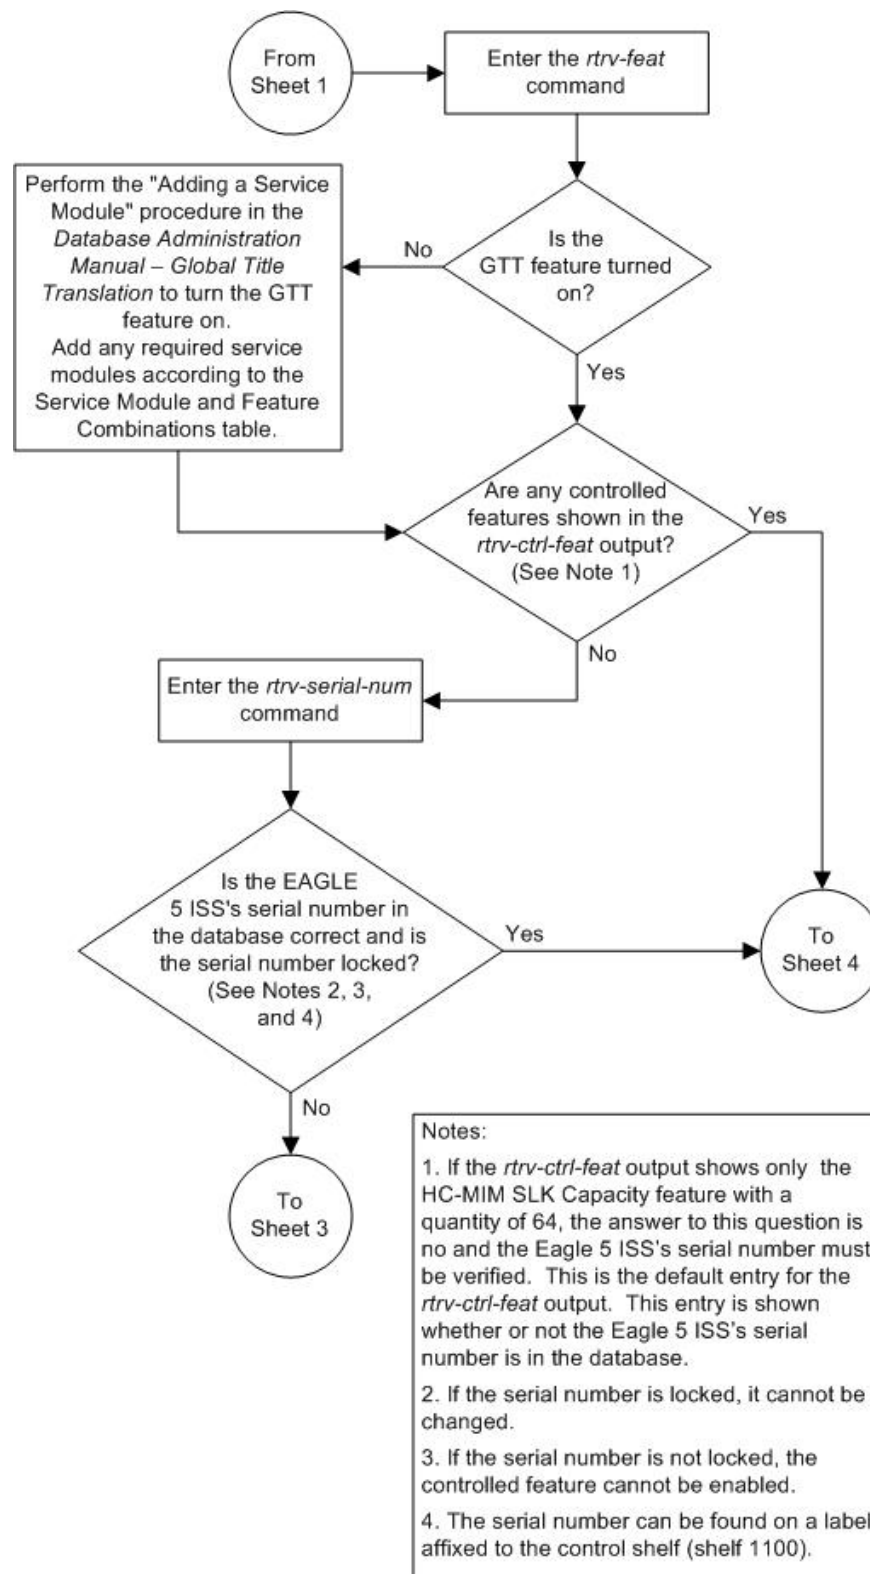 From
Sheet 1
Enter the rtrv-feat
command
Perform the "Adding a Service
Module" procedure in the
Database Administration
Manual – Global Title
Translation to turn the GTT
feature on.
Add any required service
modules according to the
Service Module and Feature
Combinations table.
No
Is the
GTT feature turned
on?
Yes
Are any controlled
features shown in the
rtrv-ctrl-feat output?
(See Note 1)
Yes
No
Enter the rtrv-serial-num
command
Is the EAGLE
5 ISS's serial number in
the database correct and is
the serial number locked?
(See Notes 2, 3,
and 4)
Yes
To
Sheet 4
No
To
Sheet 3
Notes:
1. If the rtrv-ctrl-feat output shows only the
HC-MIM SLK Capacity feature with a
quantity of 64, the answer to this question is
no and the Eagle 5 ISS's serial number must
be verified. This is the default entry for the
rtrv-ctrl-feat output. This entry is shown
whether or not the Eagle 5 ISS's serial
number is in the database.
2. If the serial number is locked, it cannot be
changed.
3. If the serial number is not locked, the
controlled feature cannot be enabled.
4. The serial number can be found on a label
affixed to the control shelf (shelf 1100).